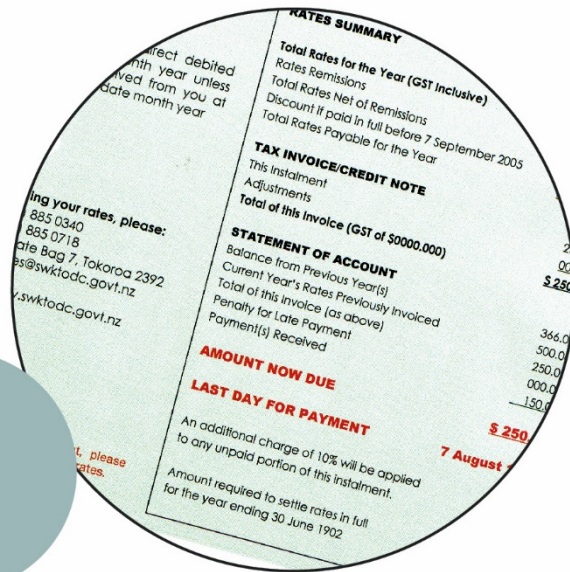 direct debited
month year unless
date month year
ing your rates, please:
885 0340
885 0718
ate Bag 7, Tokoroa 2392
es@swktodc.govt.nz
.swktodc.govt.nz
please
rates.
RATES SUMMARY
Total Rates for the Year (GST Inclusive)
Rates Remissions
Total Rates Net of Remissions
Discount if paid in full before 7 September 2005
Total Rates Payable for the Year
TAX INVOICE/CREDIT NOTE
This Instalment
Adjustments
Total of this Invoice (GST of $0000.000)
$ 250
STATEMENT OF ACCOUNT
Balance from Previous Year(s) 366.0
Current Year's Rates Previously Invoiced 500.0
Total of this invoice (as above) 250.0
Penalty for Late Payment 000.0
Payment(s) Received 150.0
AMOUNT NOW DUE $ 250.
LAST DAY FOR PAYMENT 7 August
An additional charge of 10% will be applied
to any unpaid portion of this instalment.
Amount required to settle rates in full
for the year ending 30 June 1902